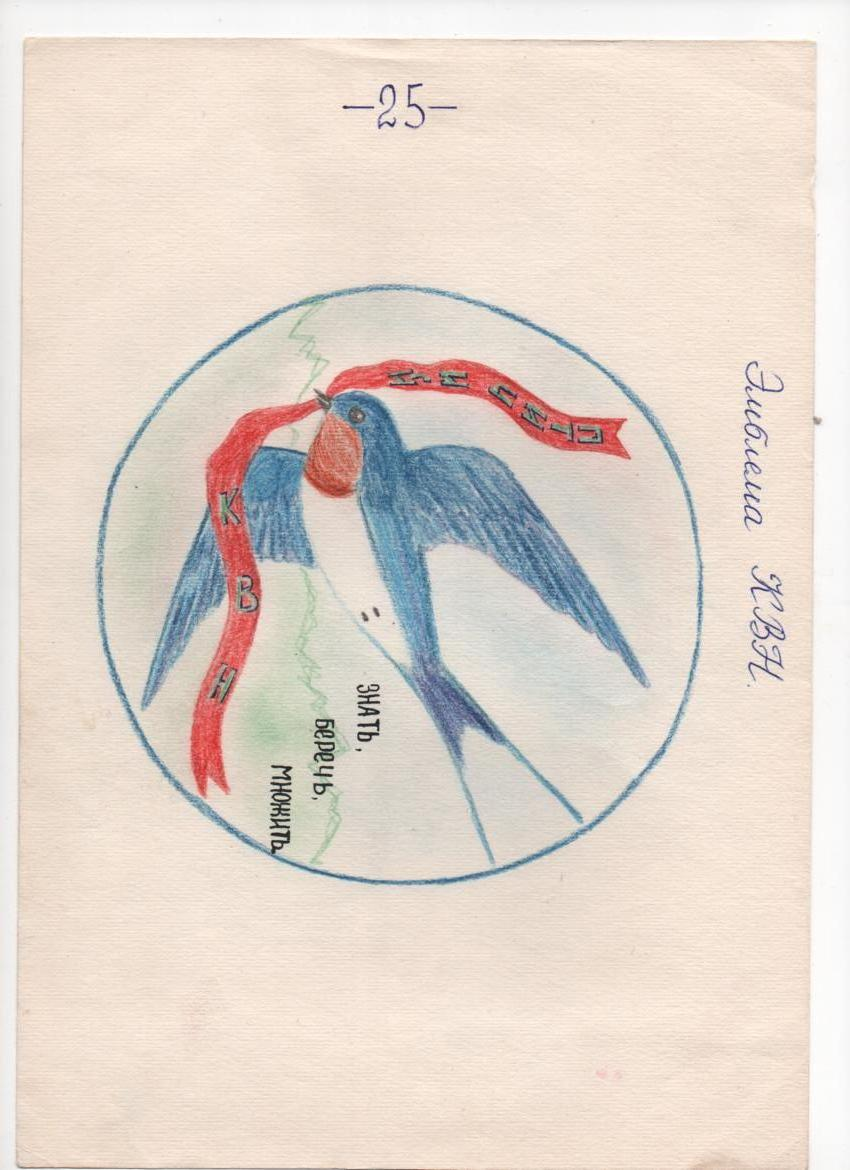 -25-
Эмблема КВН.
ПТИЧИЙ
КВН
ЗНАТЬ,
БЕРЕЧЬ,
МНОЖИТЬ